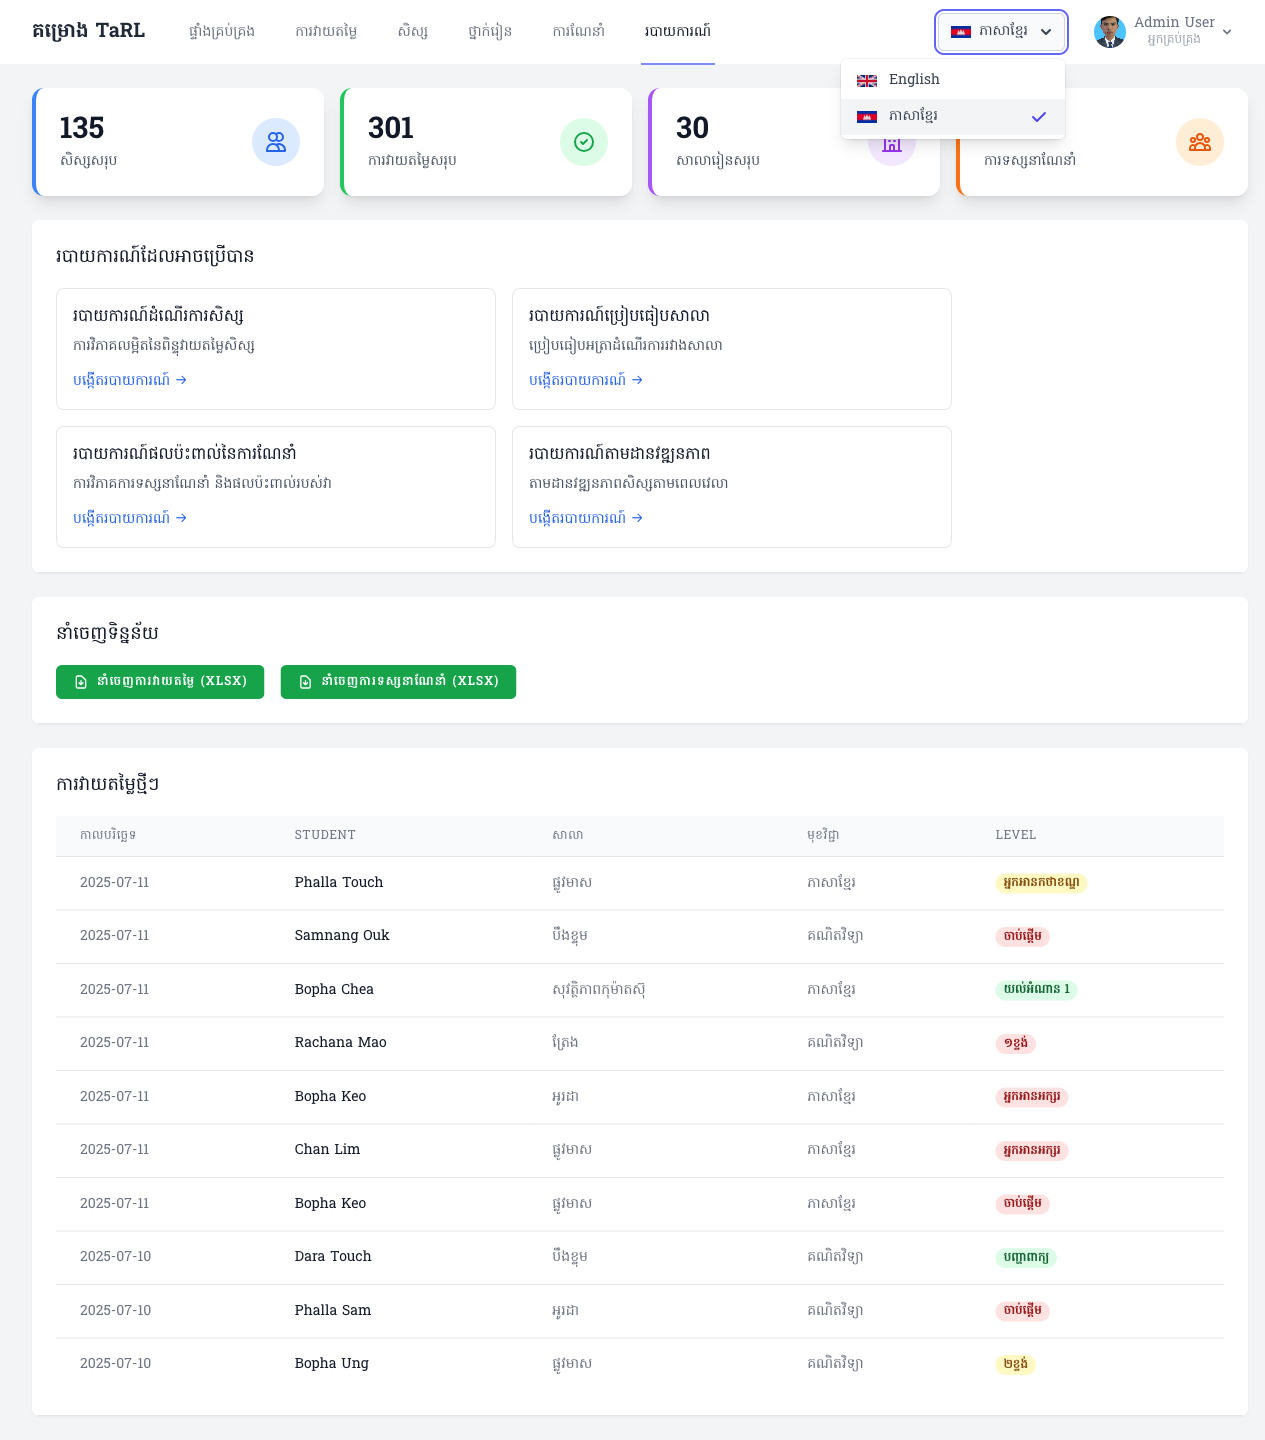 គម្រោង TaRL
ផ្ទាំងគ្រប់គ្រង
ការវាយតម្លៃ
សិស្ស
ថ្នាក់រៀន
ការណែនាំ
របាយការណ៍
ភាសាខ្មែរ
Admin User
អ្នកគ្រប់គ្រង
English
ភាសាខ្មែរ
135
សិស្សសរុប
301
ការវាយតម្លៃសរុប
30
សាលារៀនសរុប
ការទស្សនាណែនាំ
របាយការណ៍ដែលអាចប្រើបាន
របាយការណ៍ដំណើរការសិស្ស
ការវិភាគលម្អិតនៃពិន្ទុវាយតម្លៃសិស្ស
បង្កើតរបាយការណ៍ →
របាយការណ៍ប្រៀបធៀបសាលា
ប្រៀបធៀបអត្រាដំណើរការរវាងសាលា
បង្កើតរបាយការណ៍ →
របាយការណ៍ផលប៉ះពាល់នៃការណែនាំ
ការវិភាគការទស្សនាណែនាំ និងផលប៉ះពាល់របស់វា
បង្កើតរបាយការណ៍ →
របាយការណ៍តាមដានវឌ្ឍនភាព
តាមដានវឌ្ឍនភាពសិស្សតាមពេលវេលា
បង្កើតរបាយការណ៍ →
នាំចេញទិន្នន័យ
នាំចេញការវាយតម្លៃ (XLSX)
នាំចេញការទស្សនាណែនាំ (XLSX)
ការវាយតម្លៃថ្មីៗ
កាលបរិច្ឆេទ STUDENT សាលា មុខវិជ្ជា LEVEL
2025-07-11 Phalla Touch ផ្លូវមាស ភាសាខ្មែរ អ្នកអានកថាខណ្ឌ
2025-07-11 Samnang Ouk បឹងខ្ទុម គណិតវិទ្យា ចាប់ផ្តើម
2025-07-11 Bopha Chea សុវត្ថិភាពកុម៉ាតស៊ុ ភាសាខ្មែរ យល់អំណាន 1
2025-07-11 Rachana Mao ត្រែង គណិតវិទ្យា ១ខ្ទង់
2025-07-11 Bopha Keo អូរដា ភាសាខ្មែរ អ្នកអានអក្សរ
2025-07-11 Chan Lim ផ្លូវមាស ភាសាខ្មែរ អ្នកអានអក្សរ
2025-07-11 Bopha Keo ផ្លូវមាស ភាសាខ្មែរ ចាប់ផ្តើម
2025-07-10 Dara Touch បឹងខ្ទុម គណិតវិទ្យា បញ្ហាពាក្យ
2025-07-10 Phalla Sam អូរដា គណិតវិទ្យា ចាប់ផ្តើម
2025-07-10 Bopha Ung ផ្លូវមាស គណិតវិទ្យា ២ខ្ទង់